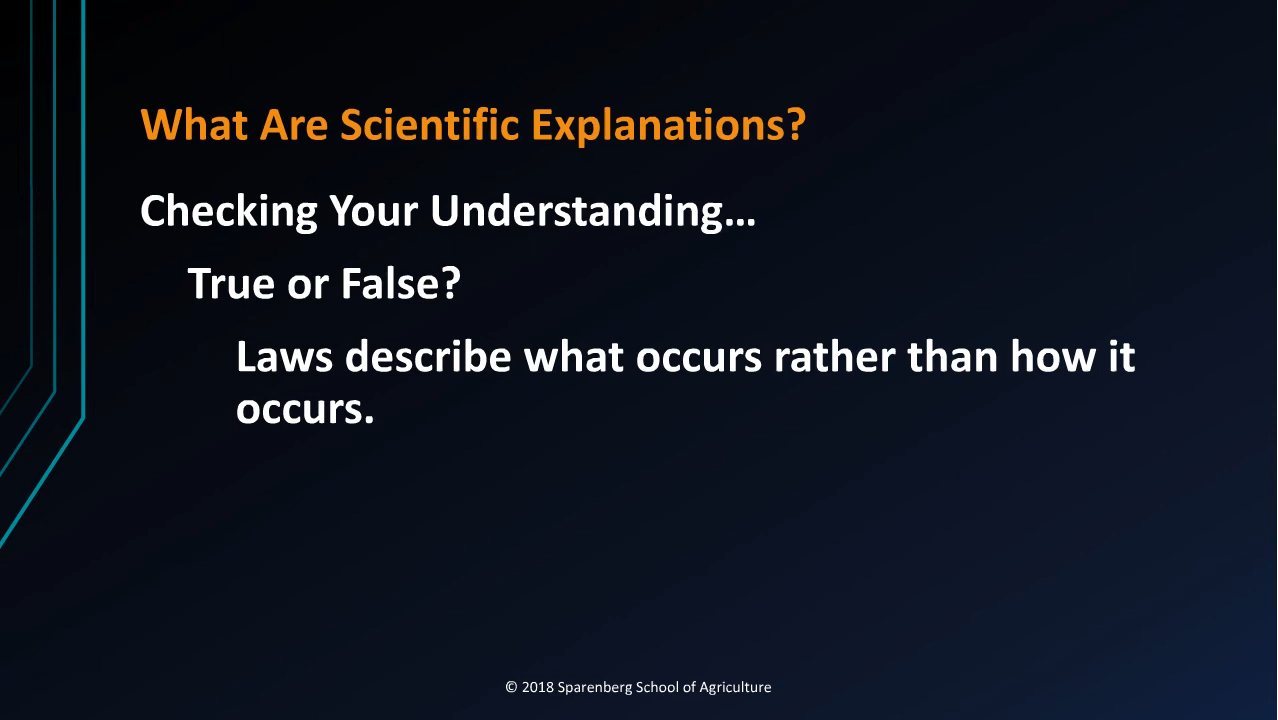 What Are Scientific Explanations?
Checking Your Understanding…
True or False?
Laws describe what occurs rather than how it
occurs.
© 2018 Sparenberg School of Agriculture